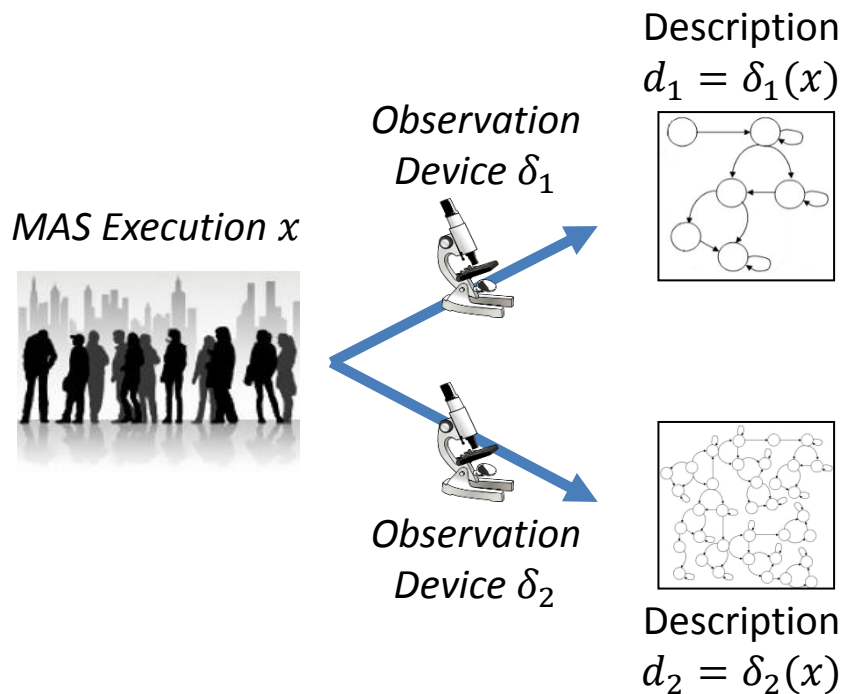 MAS Execution x
Observation
Device δ₁
Description
d₁ = δ₁(x)
Observation
Device δ₂
Description
d₂ = δ₂(x)